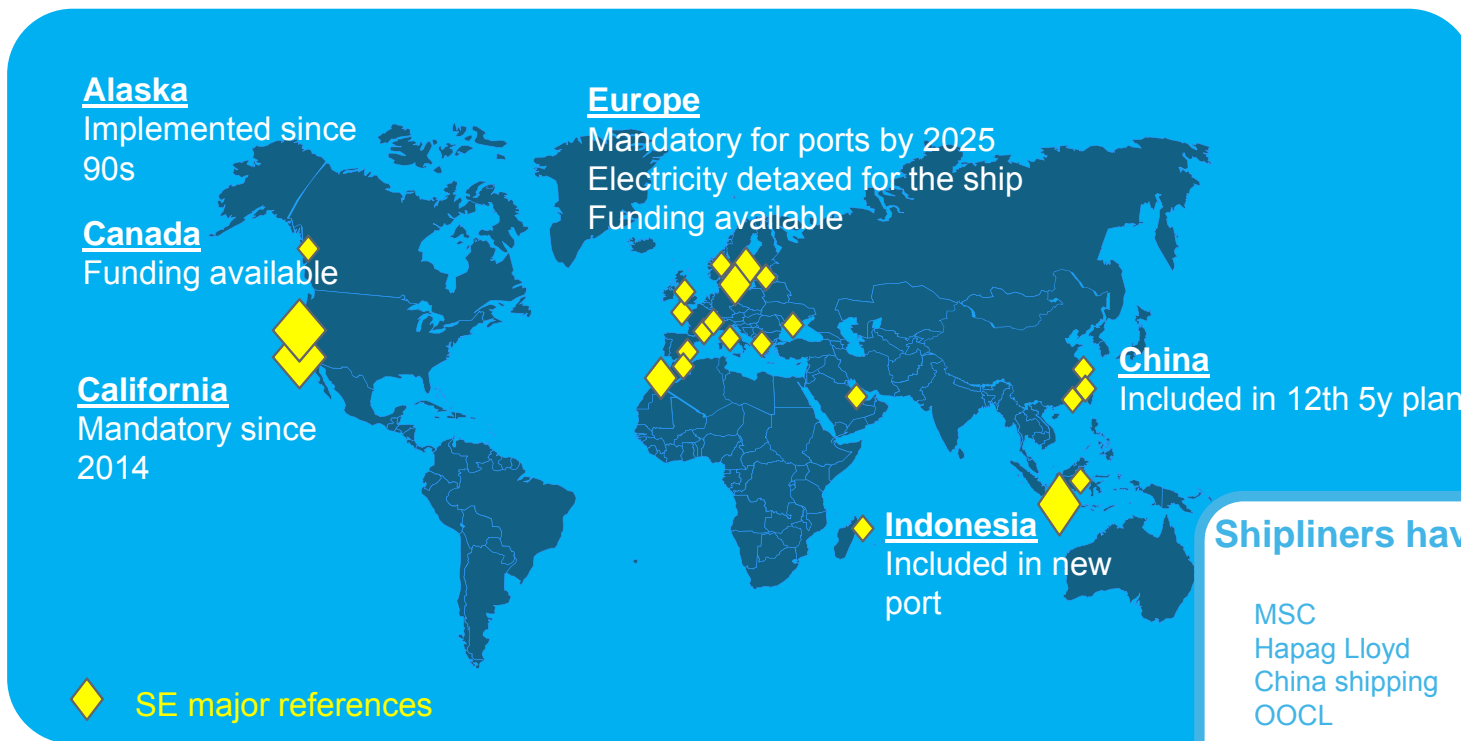 Alaska
Implemented since
90s
Canada
Funding available
California
Mandatory since
2014
Europe
Mandatory for ports by 2025
Electricity detaxed for the ship
Funding available
China
Included in 12th 5y plan
Indonesia
Included in new
port
Shipliners hav
MSC
Hapag Lloyd
China shipping
OOCL
SE major references